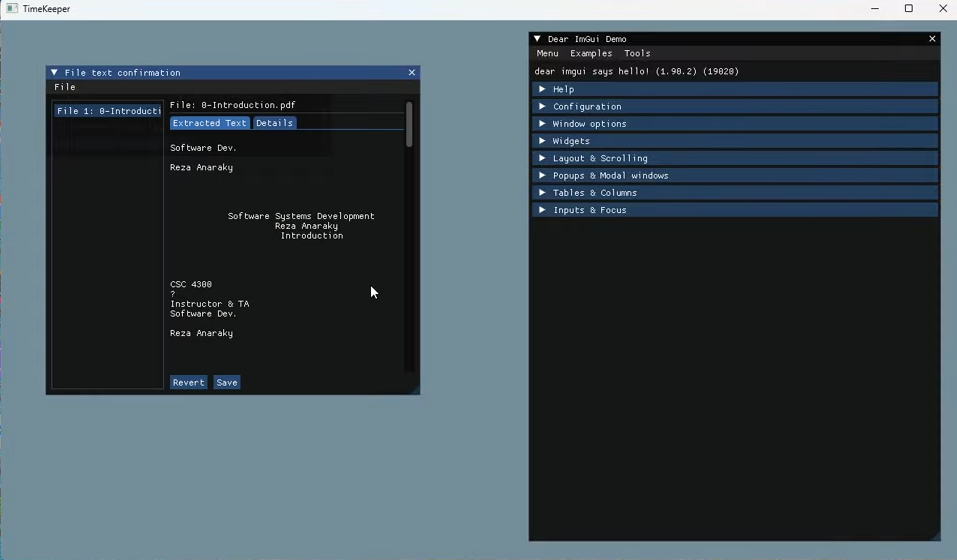 TimeKeeper
File text confirmation
File
File 1: 0-Introducti
File: 0-Introduction.pdf
Extracted Text Details
Software Dev.
Reza Anaraky
Software Systems Development
Reza Anaraky
Introduction
CSC 4300
?
Instructor & TA
Software Dev.
Reza Anaraky
Revert Save
Dear ImGui Demo
Menu Examples Tools
dear imgui says hello! (1.90.2) (19020)
Help
Configuration
Window options
Widgets
Layout & Scrolling
Popups & Modal windows
Tables & Columns
Inputs & Focus